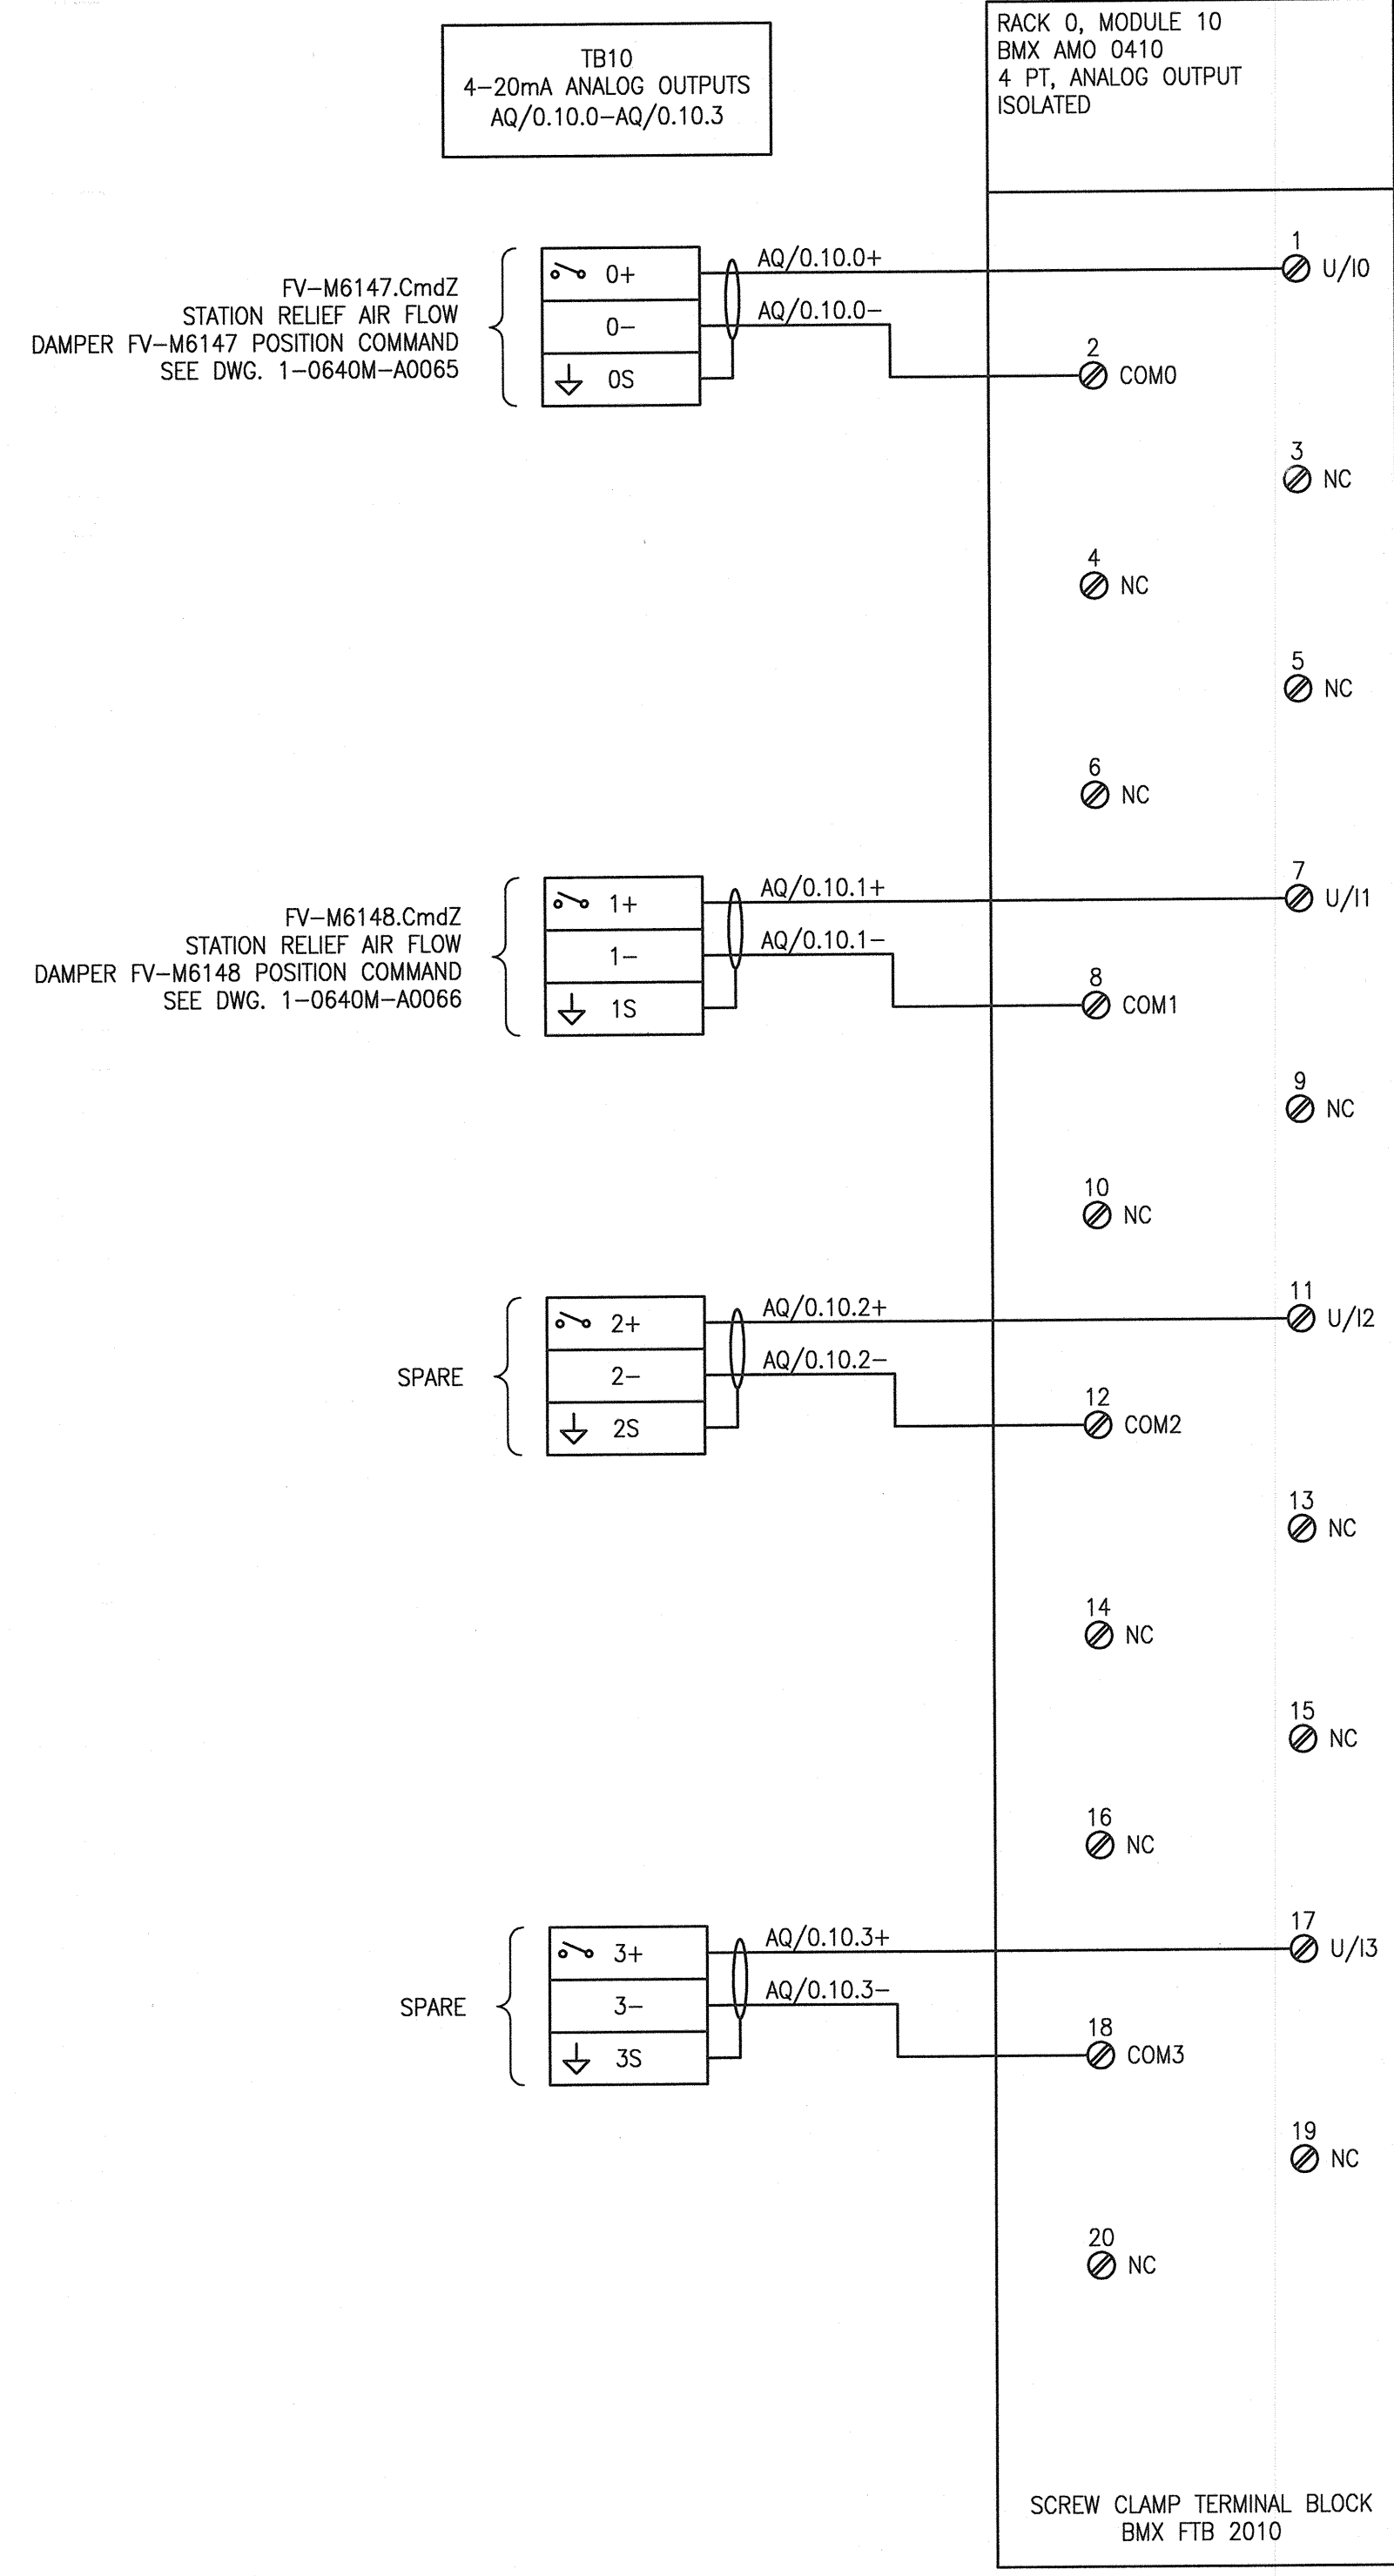 TB10
4-20mA ANALOG OUTPUTS
AQ/0.10.0-AQ/0.10.3
RACK 0, MODULE 10
BMX AMO 0410
4 PT, ANALOG OUTPUT
ISOLATED
FV-M6147.CmdZ
STATION RELIEF AIR FLOW
DAMPER FV-M6147 POSITION COMMAND
SEE DWG. 1-0640M-A0065
0+
0-
0S
AQ/0.10.0+
AQ/0.10.0-
1
U/I0
2
COM0
3
NC
4
NC
5
NC
6
NC
FV-M6148.CmdZ
STATION RELIEF AIR FLOW
DAMPER FV-M6148 POSITION COMMAND
SEE DWG. 1-0640M-A0066
1+
1-
1S
AQ/0.10.1+
AQ/0.10.1-
7
U/I1
8
COM1
9
NC
10
NC
SPARE
2+
2-
2S
AQ/0.10.2+
AQ/0.10.2-
11
U/I2
12
COM2
13
NC
14
NC
15
NC
16
NC
SPARE
3+
3-
3S
AQ/0.10.3+
AQ/0.10.3-
17
U/I3
18
COM3
19
NC
20
NC
SCREW CLAMP TERMINAL BLOCK
BMX FTB 2010